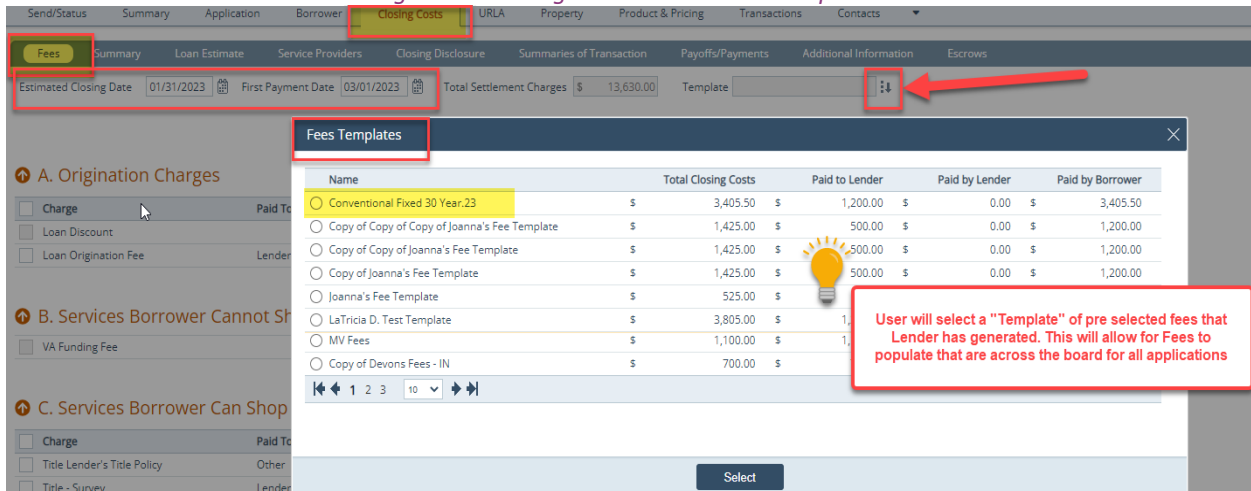 Send/Status Summary Application Borrower Closing Costs URLA Property Product & Pricing Transactions Contacts
Fees Summary Loan Estimate Service Providers Closing Disclosure Summaries of Transaction Payoffs/Payments Additional Information Escrows
Estimated Closing Date 01/31/2023 First Payment Date 03/01/2023 Total Settlement Charges $ 13,630.00 Template
Fees Templates
A. Origination Charges
Charge Paid To
Loan Discount
Loan Origination Fee Lender
B. Services Borrower Cannot Sh
VA Funding Fee
C. Services Borrower Can Shop
Charge Paid To
Title Lender's Title Policy Other
Title - Survey Lender
Name Total Closing Costs Paid to Lender Paid by Lender Paid by Borrower
Conventional Fixed 30 Year.23 $ 3,405.50 $ 1,200.00 $ 0.00 $ 3,405.50
Copy of Copy of Copy of Joanna's Fee Template $ 1,425.00 $ 500.00 $ 0.00 $ 1,200.00
Copy of Copy of Joanna's Fee Template $ 1,425.00 $ 500.00 $ 0.00 $ 1,200.00
Copy of Joanna's Fee Template $ 1,425.00 $ 500.00 $ 0.00 $ 1,200.00
Joanna's Fee Template $ 525.00 $
LaTricia D. Test Template $ 3,805.00 $ 1,
MV Fees $ 1,100.00 $ 1,
Copy of Devons Fees - IN $ 700.00 $
1 2 3 10
Select
User will select a "Template" of pre selected fees that
Lender has generated. This will allow for Fees to
populate that are across the board for all applications